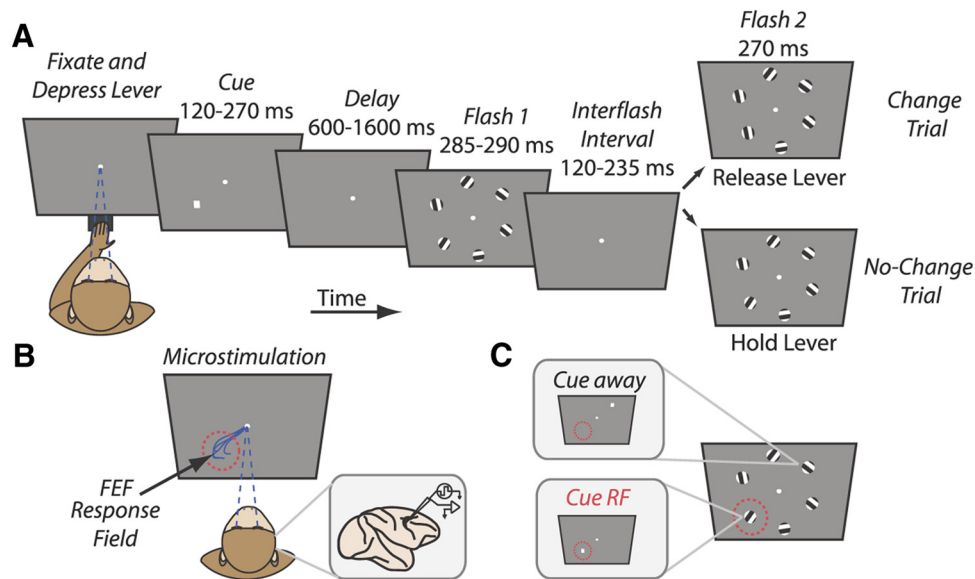 A
Fixate and
Depress Lever
Cue
120-270 ms
Delay
600-1600 ms
Flash 1
285-290 ms
Interflash
Interval
120-235 ms
Flash 2
270 ms
Change
Trial
Release Lever
No-Change
Trial
Hold Lever
Time
B
Microstimulation
FEF
Response
Field
C
Cue away
Cue RF